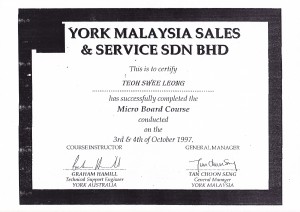 YORK MALAYSIA SALES
& SERVICE SDN BHD
This is to certify
TEOH SWEE LEONG
has successfully completed the
Micro Board Course
conducted
on the
3rd & 4th of October 1997.
COURSE INSTRUCTOR GENERAL MANAGER
GRAHAM HAMILL TAN CHOON SENG
Technical Support Engineer General Manager
YORK AUSTRALIA YORK MALAYSIA